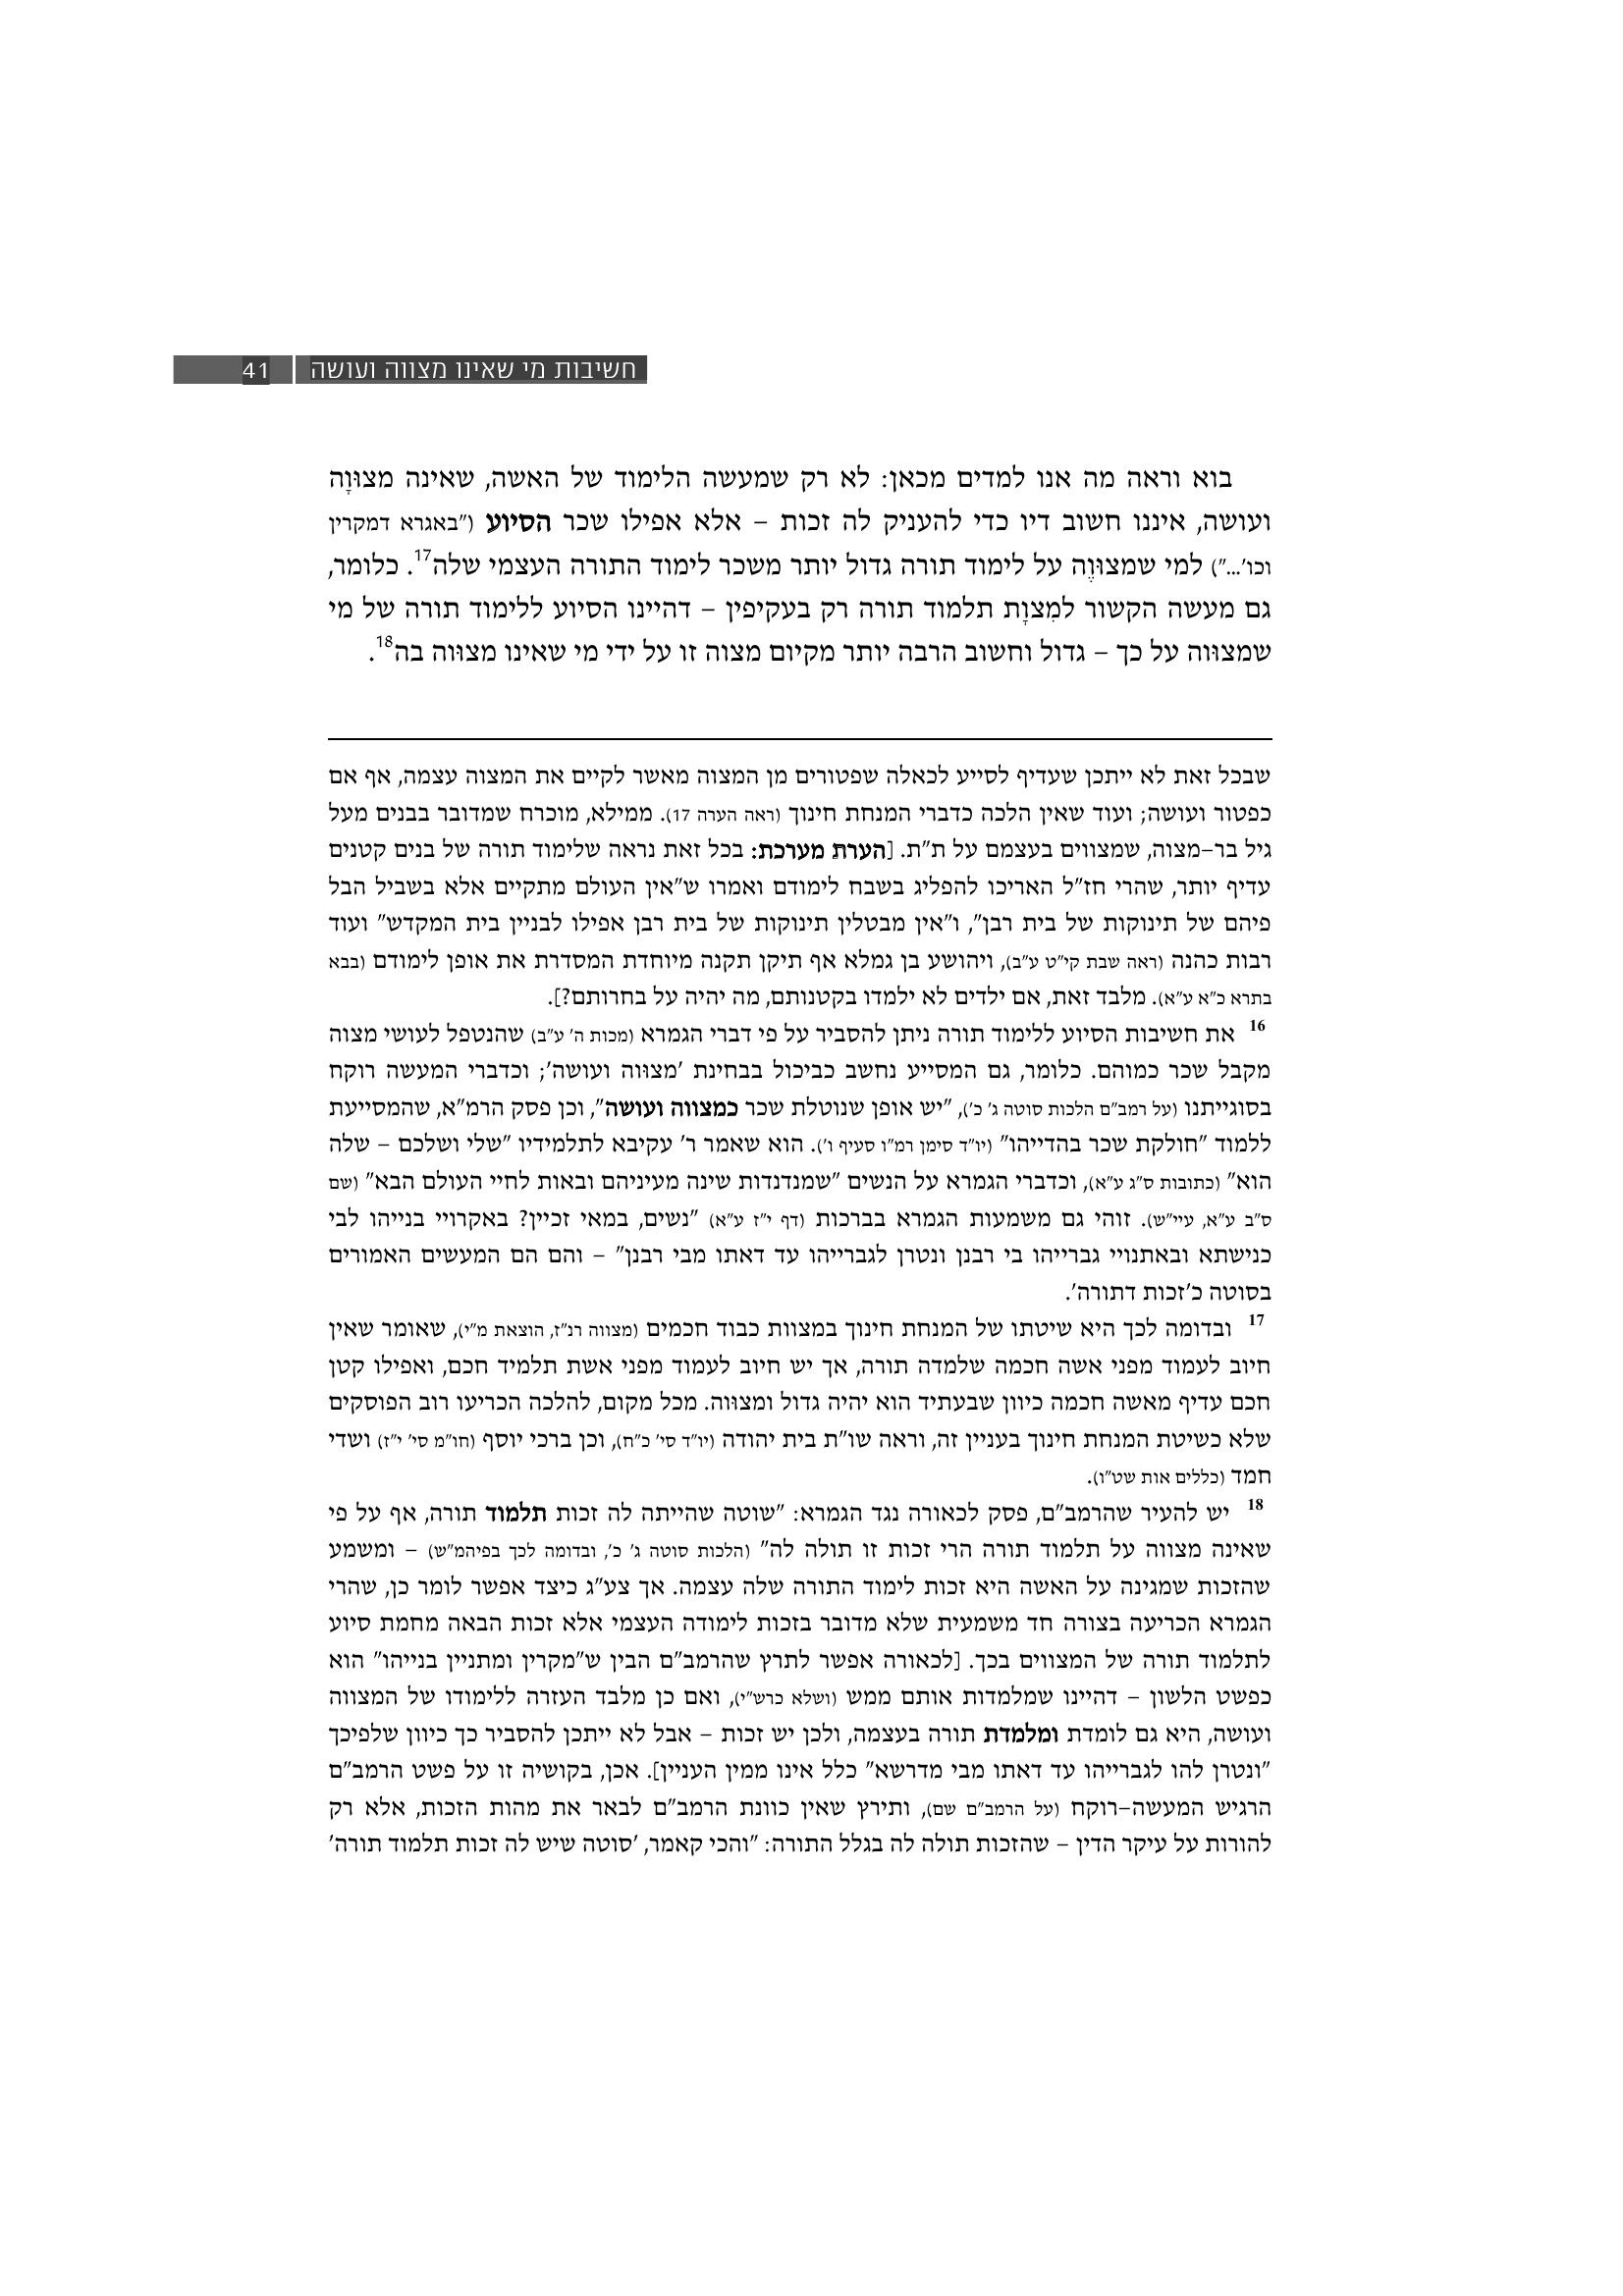 חשיבות מי שאינו מצווה ועושה 41
בוא וראה מה אנו למדים מכאן: לא רק שמעשה הלימוד של האשה, שאינה מצוּוָה
ועושה, איננו חשוב דיו כדי להעניק לה זכות – אלא אפילו שכר הסיוע ("באגרא דמקרין
וכו'...") למי שמצוּוֶה על לימוד תורה גדול יותר משכר לימוד התורה העצמי שלה17. כלומר,
גם מעשה הקשור למִצוָת תלמוד תורה רק בעקיפין – דהיינו הסיוע ללימוד תורה של מי
שמצוּוה על כך – גדול וחשוב הרבה יותר מקיום מצוה זו על ידי מי שאינו מצוּוה בה18.
שבכל זאת לא ייתכן שעדיף לסייע לכאלה שפטורים מן המצוה מאשר לקיים את המצוה עצמה, אף אם
כפטור ועושה; ועוד שאין הלכה כדברי המנחת חינוך (ראה הערה 17). ממילא, מוכרח שמדובר בבנים מעל
גיל בר–מצוה, שמצווים בעצמם על ת"ת. [הערת מערכת: בכל זאת נראה שלימוד תורה של בנים קטנים
עדיף יותר, שהרי חז"ל האריכו להפליג בשבח לימודם ואמרו ש"אין העולם מתקיים אלא בשביל הבל
פיהם של תינוקות של בית רבן", ו"אין מבטלין תינוקות של בית רבן אפילו לבניין בית המקדש" ועוד
רבות כהנה (ראה שבת קי"ט ע"ב), ויהושע בן גמלא אף תיקן תקנה מיוחדת המסדרת את אופן לימודם (בבא
בתרא כ"א ע"א). מלבד זאת, אם ילדים לא ילמדו בקטנותם, מה יהיה על בחרותם?].
16 את חשיבות הסיוע ללימוד תורה ניתן להסביר על פי דברי הגמרא (מכות ה' ע"ב) שהנטפל לעושי מצוה
מקבל שכר כמוהם. כלומר, גם המסייע נחשב כביכול בבחינת 'מצוּוה ועושה'; וכדברי המעשה רוקח
בסוגייתנו (על רמב"ם הלכות סוטה ג' כ'), "יש אופן שנוטלת שכר כמצווה ועושה", וכן פסק הרמ"א, שהמסייעת
ללמוד "חולקת שכר בהדייהו" (יו"ד סימן רמ"ו סעיף ו'). הוא שאמר ר' עקיבא לתלמידיו "שלי ושלכם – שלה
הוא" (כתובות ס"ג ע"א), וכדברי הגמרא על הנשים "שמנדנדות שינה מעיניהם ובאות לחיי העולם הבא" (שם
ס"ב ע"א, עיי"ש). זוהי גם משמעות הגמרא בברכות (דף י"ז ע"א) "נשים, במאי זכיין? באקרויי בנייהו לבי
כנישתא ובאתנויי גברייהו בי רבנן ונטרן לגברייהו עד דאתו מבי רבנן" – והם הם המעשים האמורים
בסוטה כ'זכות דתורה'.
17 ובדומה לכך היא שיטתו של המנחת חינוך במצוות כבוד חכמים (מצווה רנ"ז, הוצאת מ"י), שאומר שאין
חיוב לעמוד מפני אשה חכמה שלמדה תורה, אך יש חיוב לעמוד מפני אשת תלמיד חכם, ואפילו קטן
חכם עדיף מאשה חכמה כיוון שבעתיד הוא יהיה גדול ומצוּוה. מכל מקום, להלכה הכריעו רוב הפוסקים
שלא כשיטת המנחת חינוך בעניין זה, וראה שו"ת בית יהודה (יו"ד סי' כ"ח), וכן ברכי יוסף (חו"מ סי' י"ז) ושדי
חמד (כללים אות שט"ו).
18 יש להעיר שהרמב"ם, פסק לכאורה נגד הגמרא: "שוטה שהייתה לה זכות תלמוד תורה, אף על פי
שאינה מצווה על תלמוד תורה הרי זכות זו תולה לה" (הלכות סוטה ג' כ', ובדומה לכך בפיהמ"ש) – ומשמע
שהזכות שמגינה על האשה היא זכות לימוד התורה שלה עצמה. אך צע"ג כיצד אפשר לומר כן, שהרי
הגמרא הכריעה בצורה חד משמעית שלא מדובר בזכות לימודה העצמי אלא זכות הבאה מחמת סיוע
לתלמוד תורה של המצווים בכך. [לכאורה אפשר לתרץ שהרמב"ם הבין ש"מקרין ומתניין בנייהו" הוא
כפשט הלשון – דהיינו שמלמדות אותם ממש (ושלא כרש"י), ואם כן מלבד העזרה ללימודו של המצווה
ועושה, היא גם לומדת ומלמדת תורה בעצמה, ולכן יש זכות – אבל לא ייתכן להסביר כך כיוון שלפיכך
"ונטרן להו לגברייהו עד דאתו מבי מדרשא" כלל אינו ממין העניין]. אכן, בקושיה זו על פשט הרמב"ם
הרגיש המעשה–רוקח (על הרמב"ם שם), ותירץ שאין כוונת הרמב"ם לבאר את מהות הזכות, אלא רק
להורות על עיקר הדין – שהזכות תולה לה בגלל התורה: "והכי קאמר, 'סוטה שיש לה זכות תלמוד תורה'